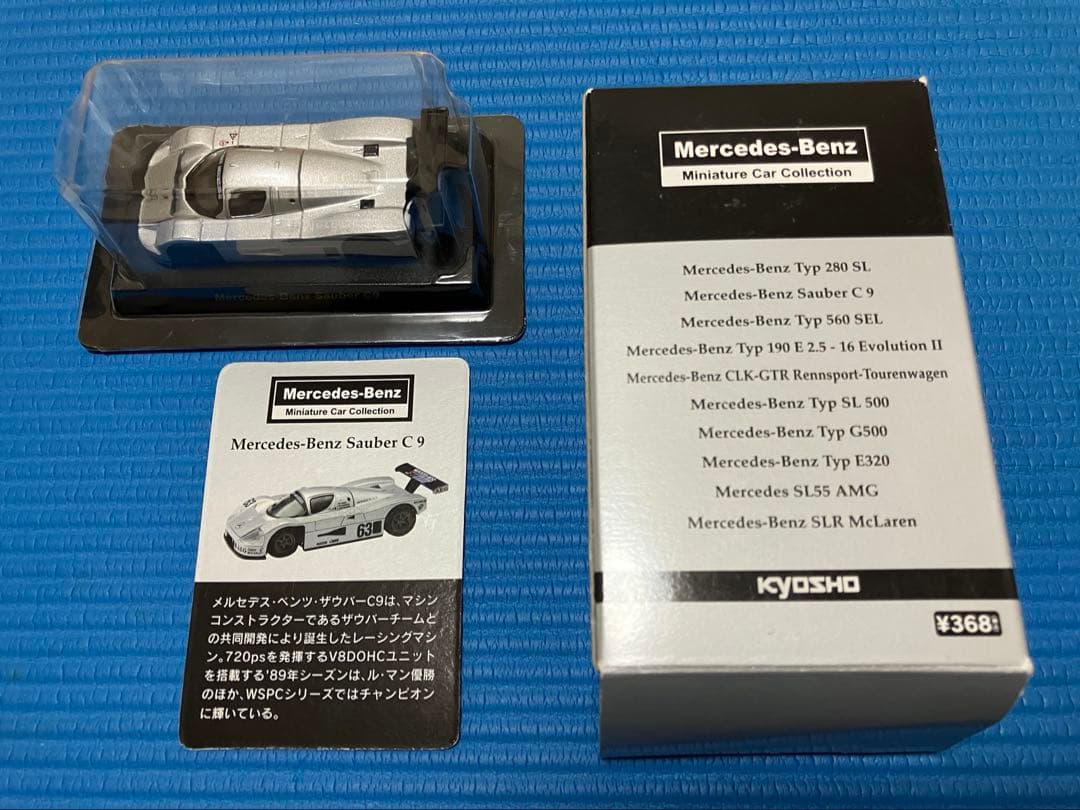 Mercedes-Benz Sauber C9
Mercedes-Benz
Miniature Car Collection
Mercedes-Benz Sauber C 9
63
メルセデス・ベンツ・ザウバーC9は、マシン
コンストラクターであるザウバーチームと
の共同開発により誕生したレーシングマシ
ン。720psを発揮するV8DOHCユニット
を搭載する'89年シーズンは、ル・マン優勝
のほか、WSPCシリーズではチャンピオン
に輝いている。
Mercedes-Benz
Miniature Car Collection
Mercedes-Benz Typ 280 SL
Mercedes-Benz Sauber C 9
Mercedes-Benz Typ 560 SEL
Mercedes-Benz Typ 190 E 2.5 - 16 Evolution II
Mercedes-Benz CLK-GTR Rennsport-Tourenwagen
Mercedes-Benz Typ SL 500
Mercedes-Benz Typ G500
Mercedes-Benz Typ E320
Mercedes SL55 AMG
Mercedes-Benz SLR McLaren
KYOSHO
¥368